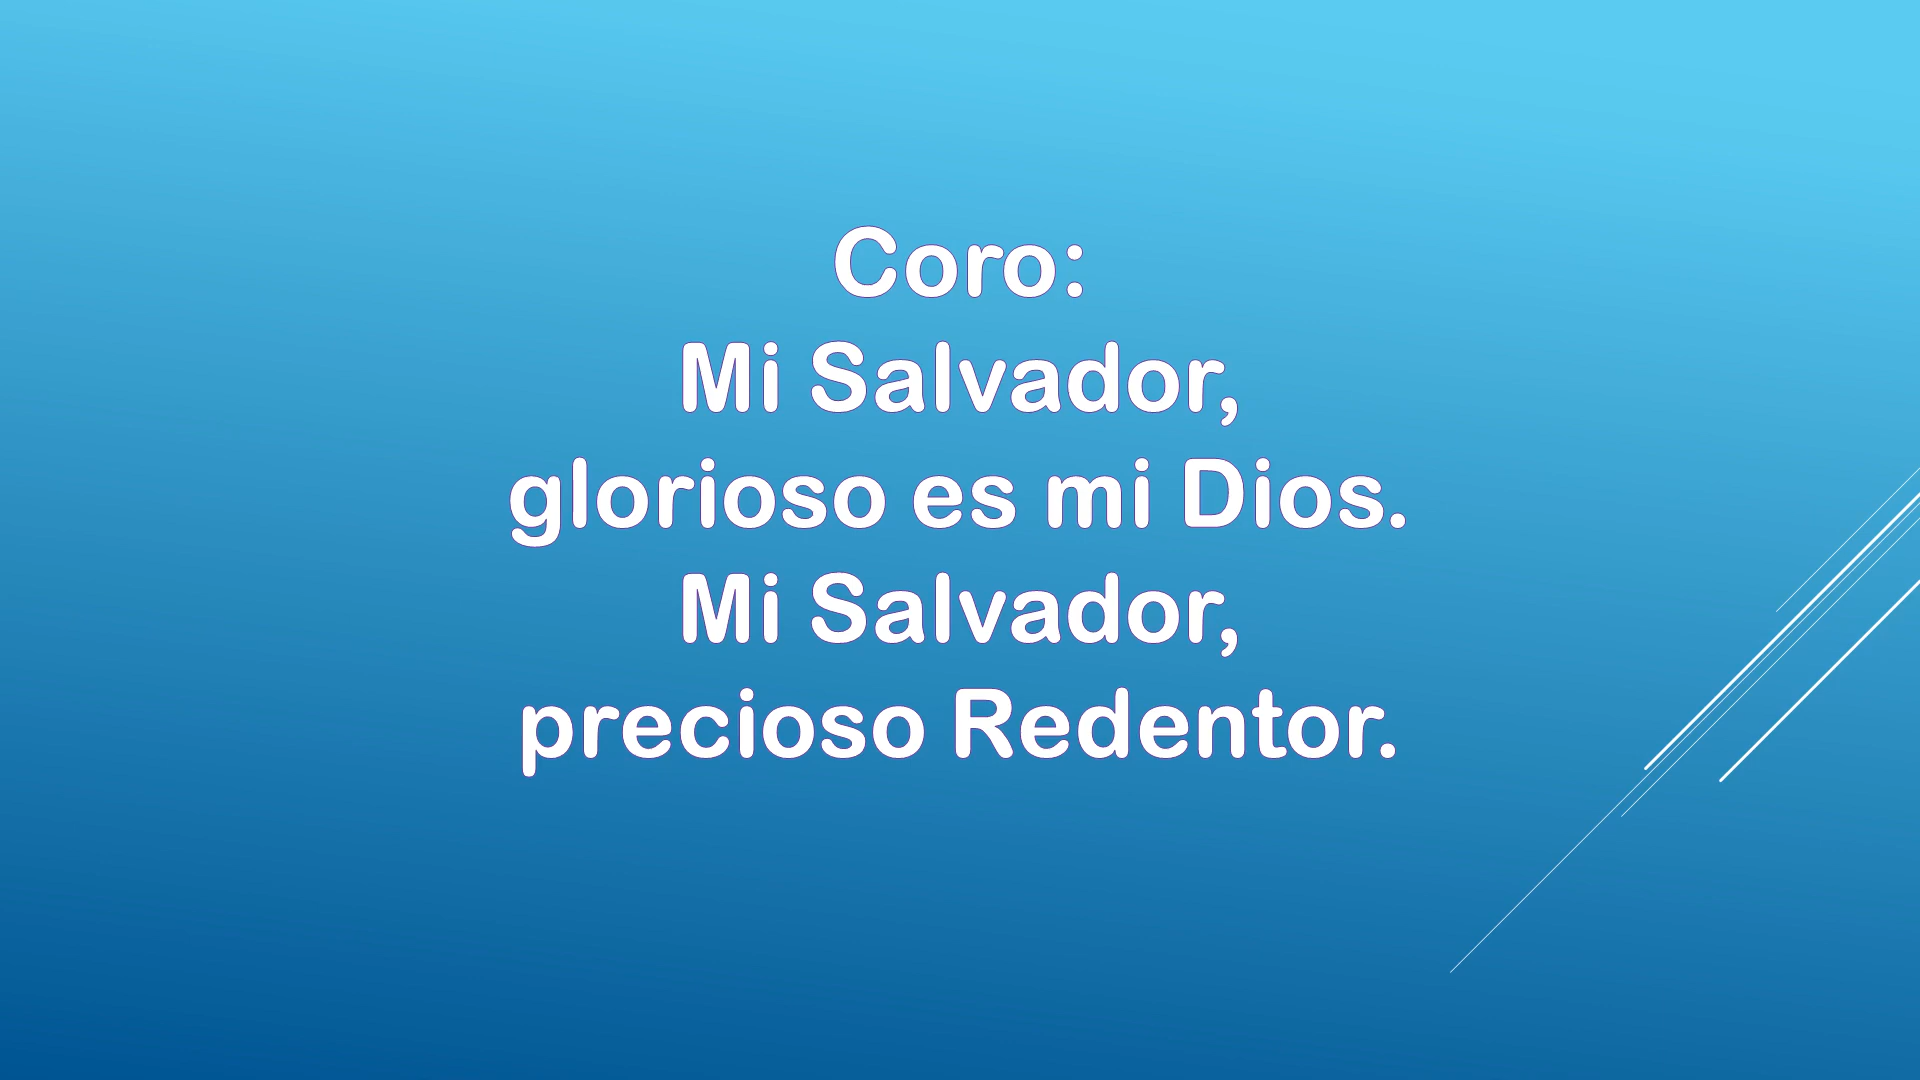 Coro:
Mi Salvador,
glorioso es mi Dios.
Mi Salvador,
precioso Redentor.